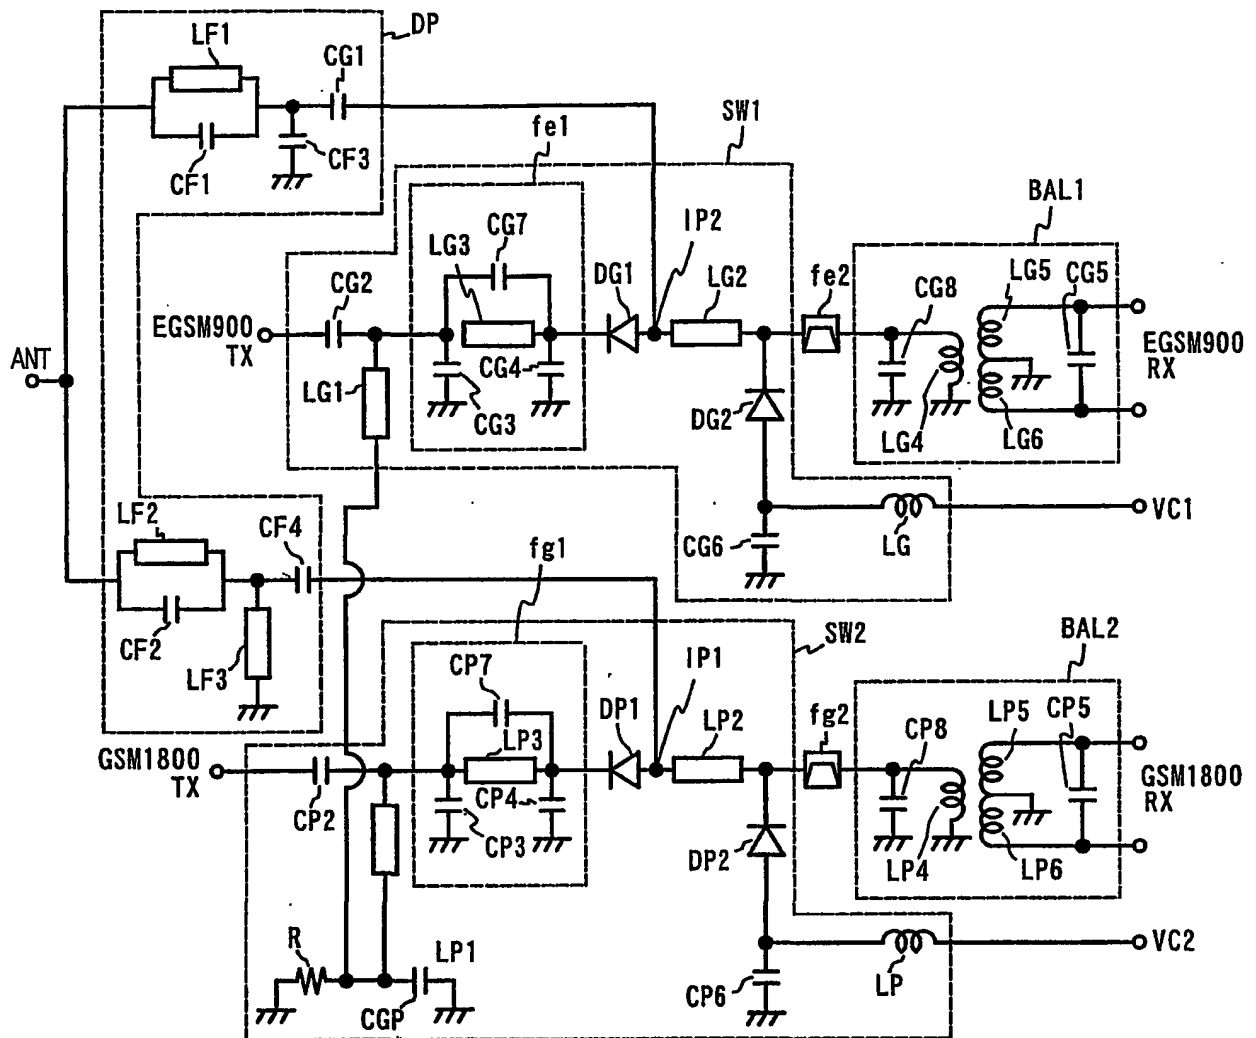 DP
LF1
CG1
CF1
CF3
SW1
fe1
IP2
BAL1
CG7
LG3
DG1
LG2
fe2
CG8
LG5
CG5
CG2
EGSM900
TX
EGSM900
RX
ANT
LG1
CG4
CG3
DG2
LG4
LG6
LF2
CF4
CG6
LG
VC1
fg1
CF2
LF3
SW2
BAL2
CP7
IP1
DP1
LP2
fg2
LP5
CP5
CP8
LP3
GSM1800
TX
GSM1800
RX
CP2
CP4
CP3
DP2
LP4
LP6
R
LP1
CGP
CP6
LP
VC2